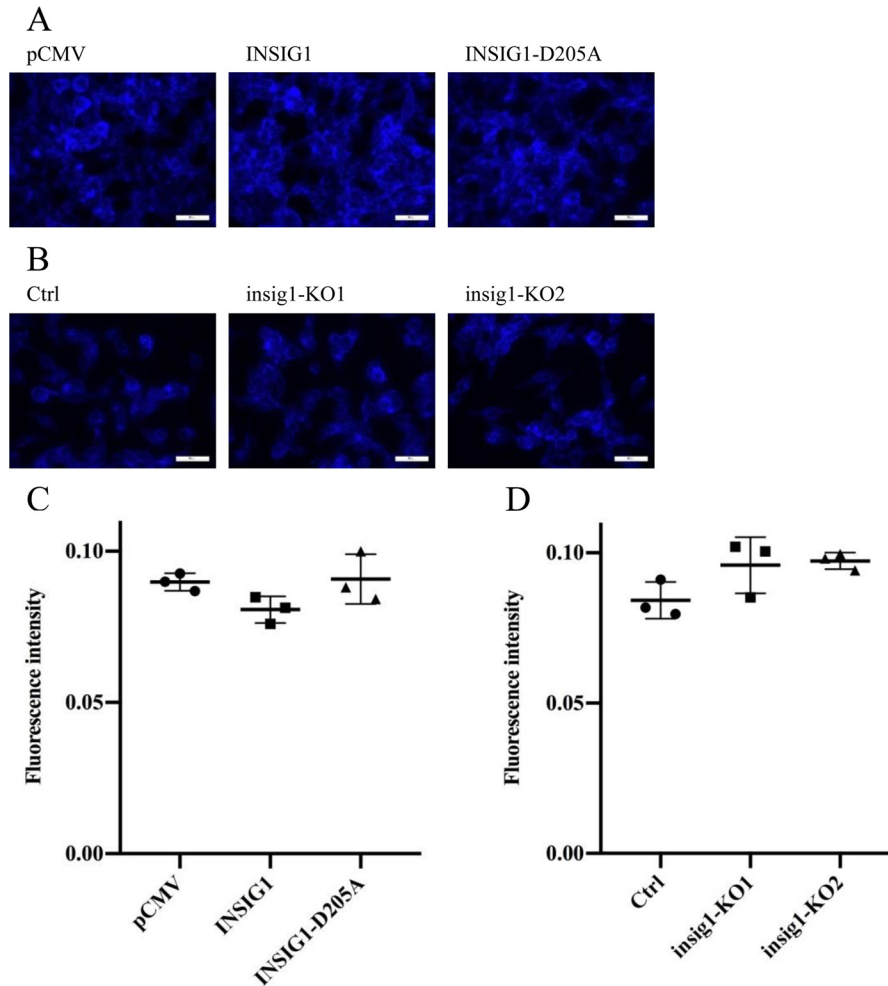 A
pCMV INSIG1 INSIG1-D205A
B
Ctrl insig1-KO1 insig1-KO2
C
Fluorescence intensity
0.10
0.05
0.00
pCMV INSIG1 INSIG1-D205A
D
Fluorescence intensity
0.10
0.05
0.00
Ctrl insig1-KO1 insig1-KO2